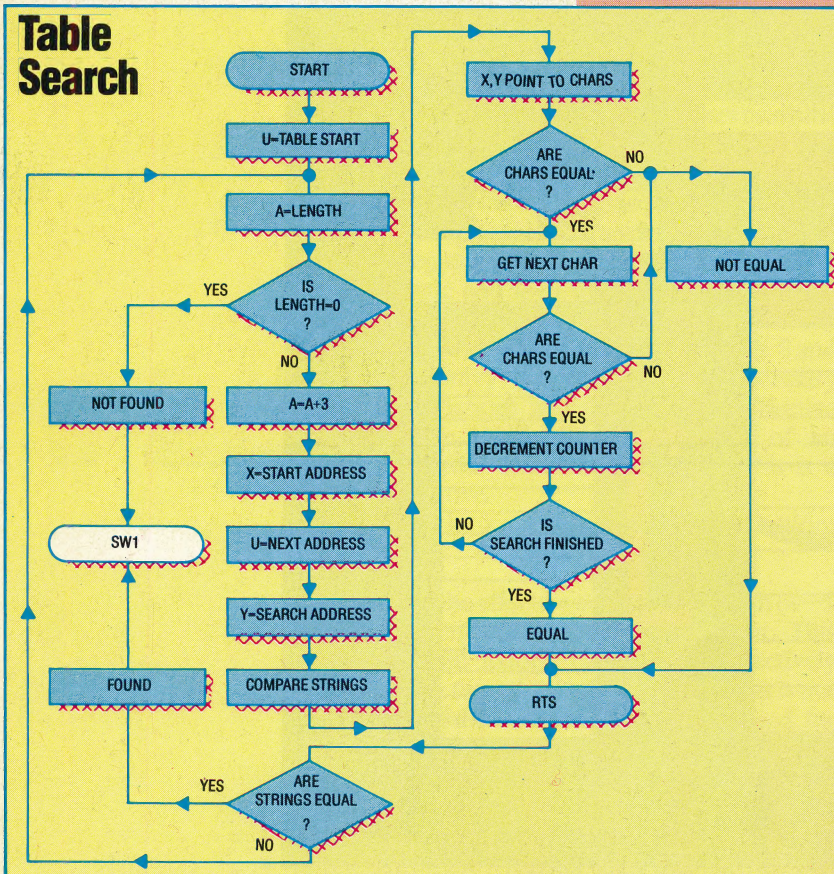 Table
Search
START
U=TABLE START
A=LENGTH
IS
LENGTH=0
?
YES
NO
NOT FOUND
A=A+3
X=START ADDRESS
SW1
U=NEXT ADDRESS
Y=SEARCH ADDRESS
FOUND
COMPARE STRINGS
ARE
STRINGS EQUAL
?
YES
NO
X,Y POINT TO CHARS
ARE
CHARS EQUAL
?
NO
YES
GET NEXT CHAR
NOT EQUAL
ARE
CHARS EQUAL
?
NO
YES
DECREMENT COUNTER
IS
SEARCH FINISHED
?
NO
YES
EQUAL
RTS